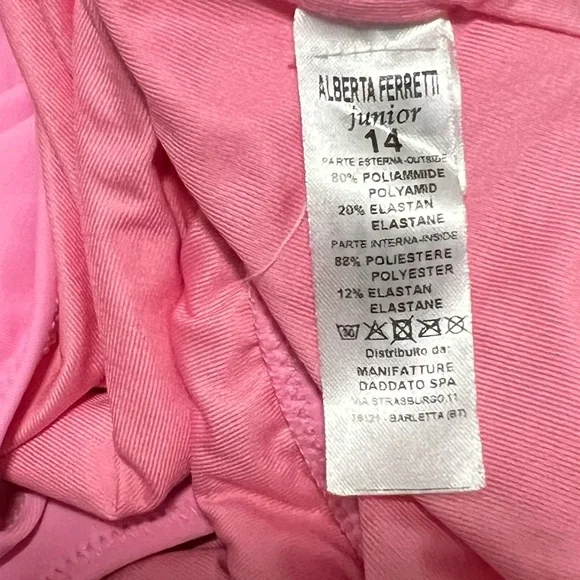 ALBERTA FERRETTI
junior
14
PARTE ESTERNA-OUTSIDE
80% POLIAMMIDE
POLYAMID
20% ELASTAN
ELASTANE
PARTE INTERNA-INSIDE
88% POLIESTERE
POLYESTER
12% ELASTAN
ELASTANE
Distribuito da:
MANIFATTURE
DADDATO SPA
VIA STRASBURGO,11
76121 - BARLETTA (BT)